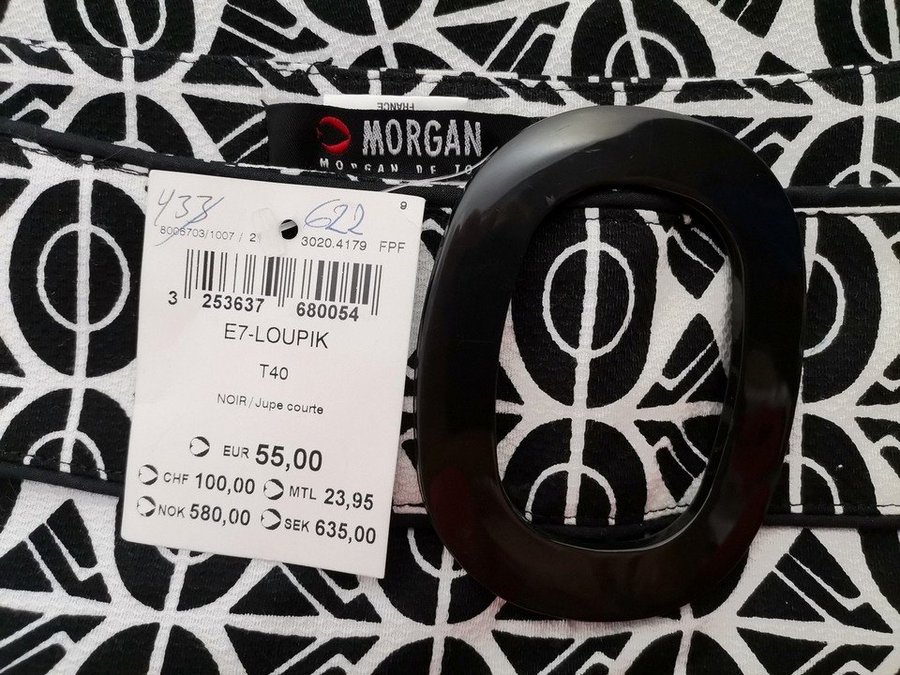 FRANCE
MORGAN
MORGAN DE TO
433 622 9
8006703/1007 / 2 3020.4179 FPF
3 253637 680054
E7-LOUPIK
T40
NOIR/Jupe courte
EUR 55,00
CHF 100,00 MTL 23,95
NOK 580,00 SEK 635,00